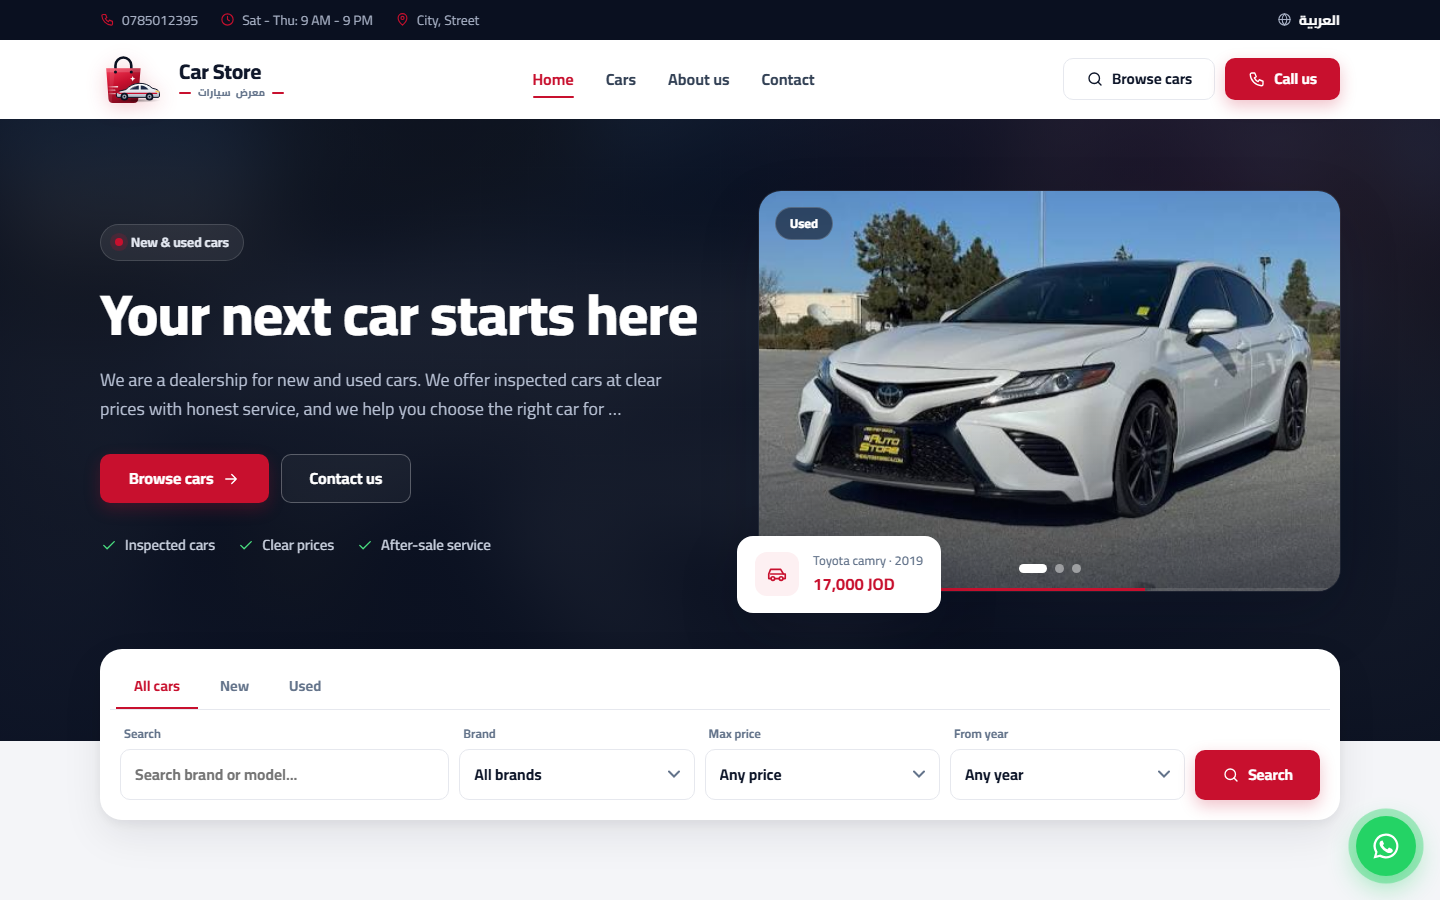 0785012395
Sat - Thu: 9 AM - 9 PM
City, Street
العربية
Car Store
معرض سيارات
Home
Cars
About us
Contact
Browse cars
Call us
New & used cars
Your next car starts here
We are a dealership for new and used cars. We offer inspected cars at clear
prices with honest service, and we help you choose the right car for ...
Browse cars
Contact us
Inspected cars
Clear prices
After-sale service
Used
AUTO
STORE
Toyota camry · 2019
17,000 JOD
All cars
New
Used
Search
Brand
Max price
From year
Search brand or model...
All brands
Any price
Any year
Search